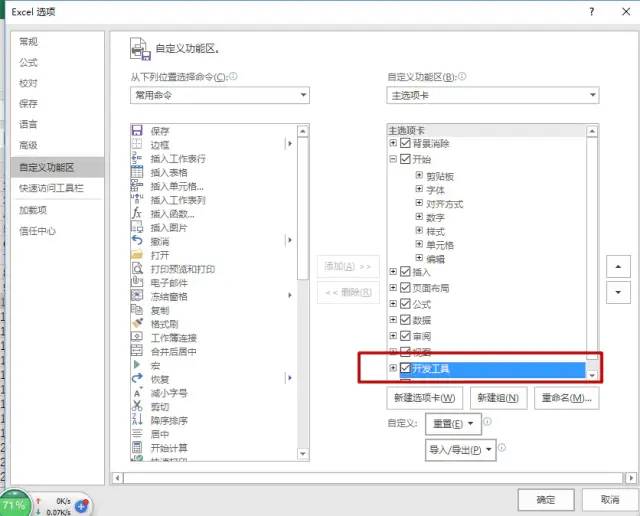 Excel 选项
常规
公式
校对
保存
语言
高级
自定义功能区
快速访问工具栏
加载项
信任中心
自定义功能区。
从下列位置选择命令(C):
常用命令
保存
边框
插入工作表行
插入表格
插入单元格...
插入工作表列
插入函数...
插入图片
撤消
打开
打印预览和打印
电子邮件
冻结窗格
复制
格式刷
工作簿连接
合并后居中
宏
恢复
减小字号
剪切
降序排序
居中
开始计算
快速打印
添加(A) >>
<< 删除(R)
自定义功能区(B):
主选项卡
主选项卡
背景消除
开始
剪贴板
字体
对齐方式
数字
样式
单元格
编辑
插入
页面布局
公式
数据
审阅
视图
开发工具
新建选项卡(W)
新建组(N)
重命名(M)...
自定义:
重置(E)
导入/导出(P)
确定
取消
71%
0K/s
0.07K/s